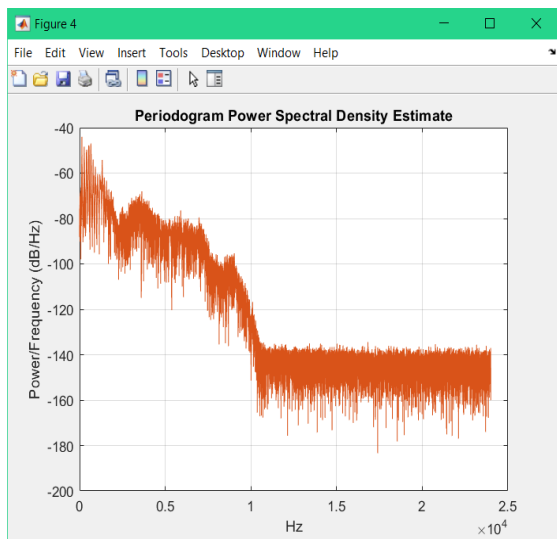 Figure 4
File Edit View Insert Tools Desktop Window Help
Periodogram Power Spectral Density Estimate
-40
-60
-80
-100
-120
-140
-160
-180
-200
Power/Frequency (dB/Hz)
0 0.5 1 1.5 2 2.5
Hz
×10⁴